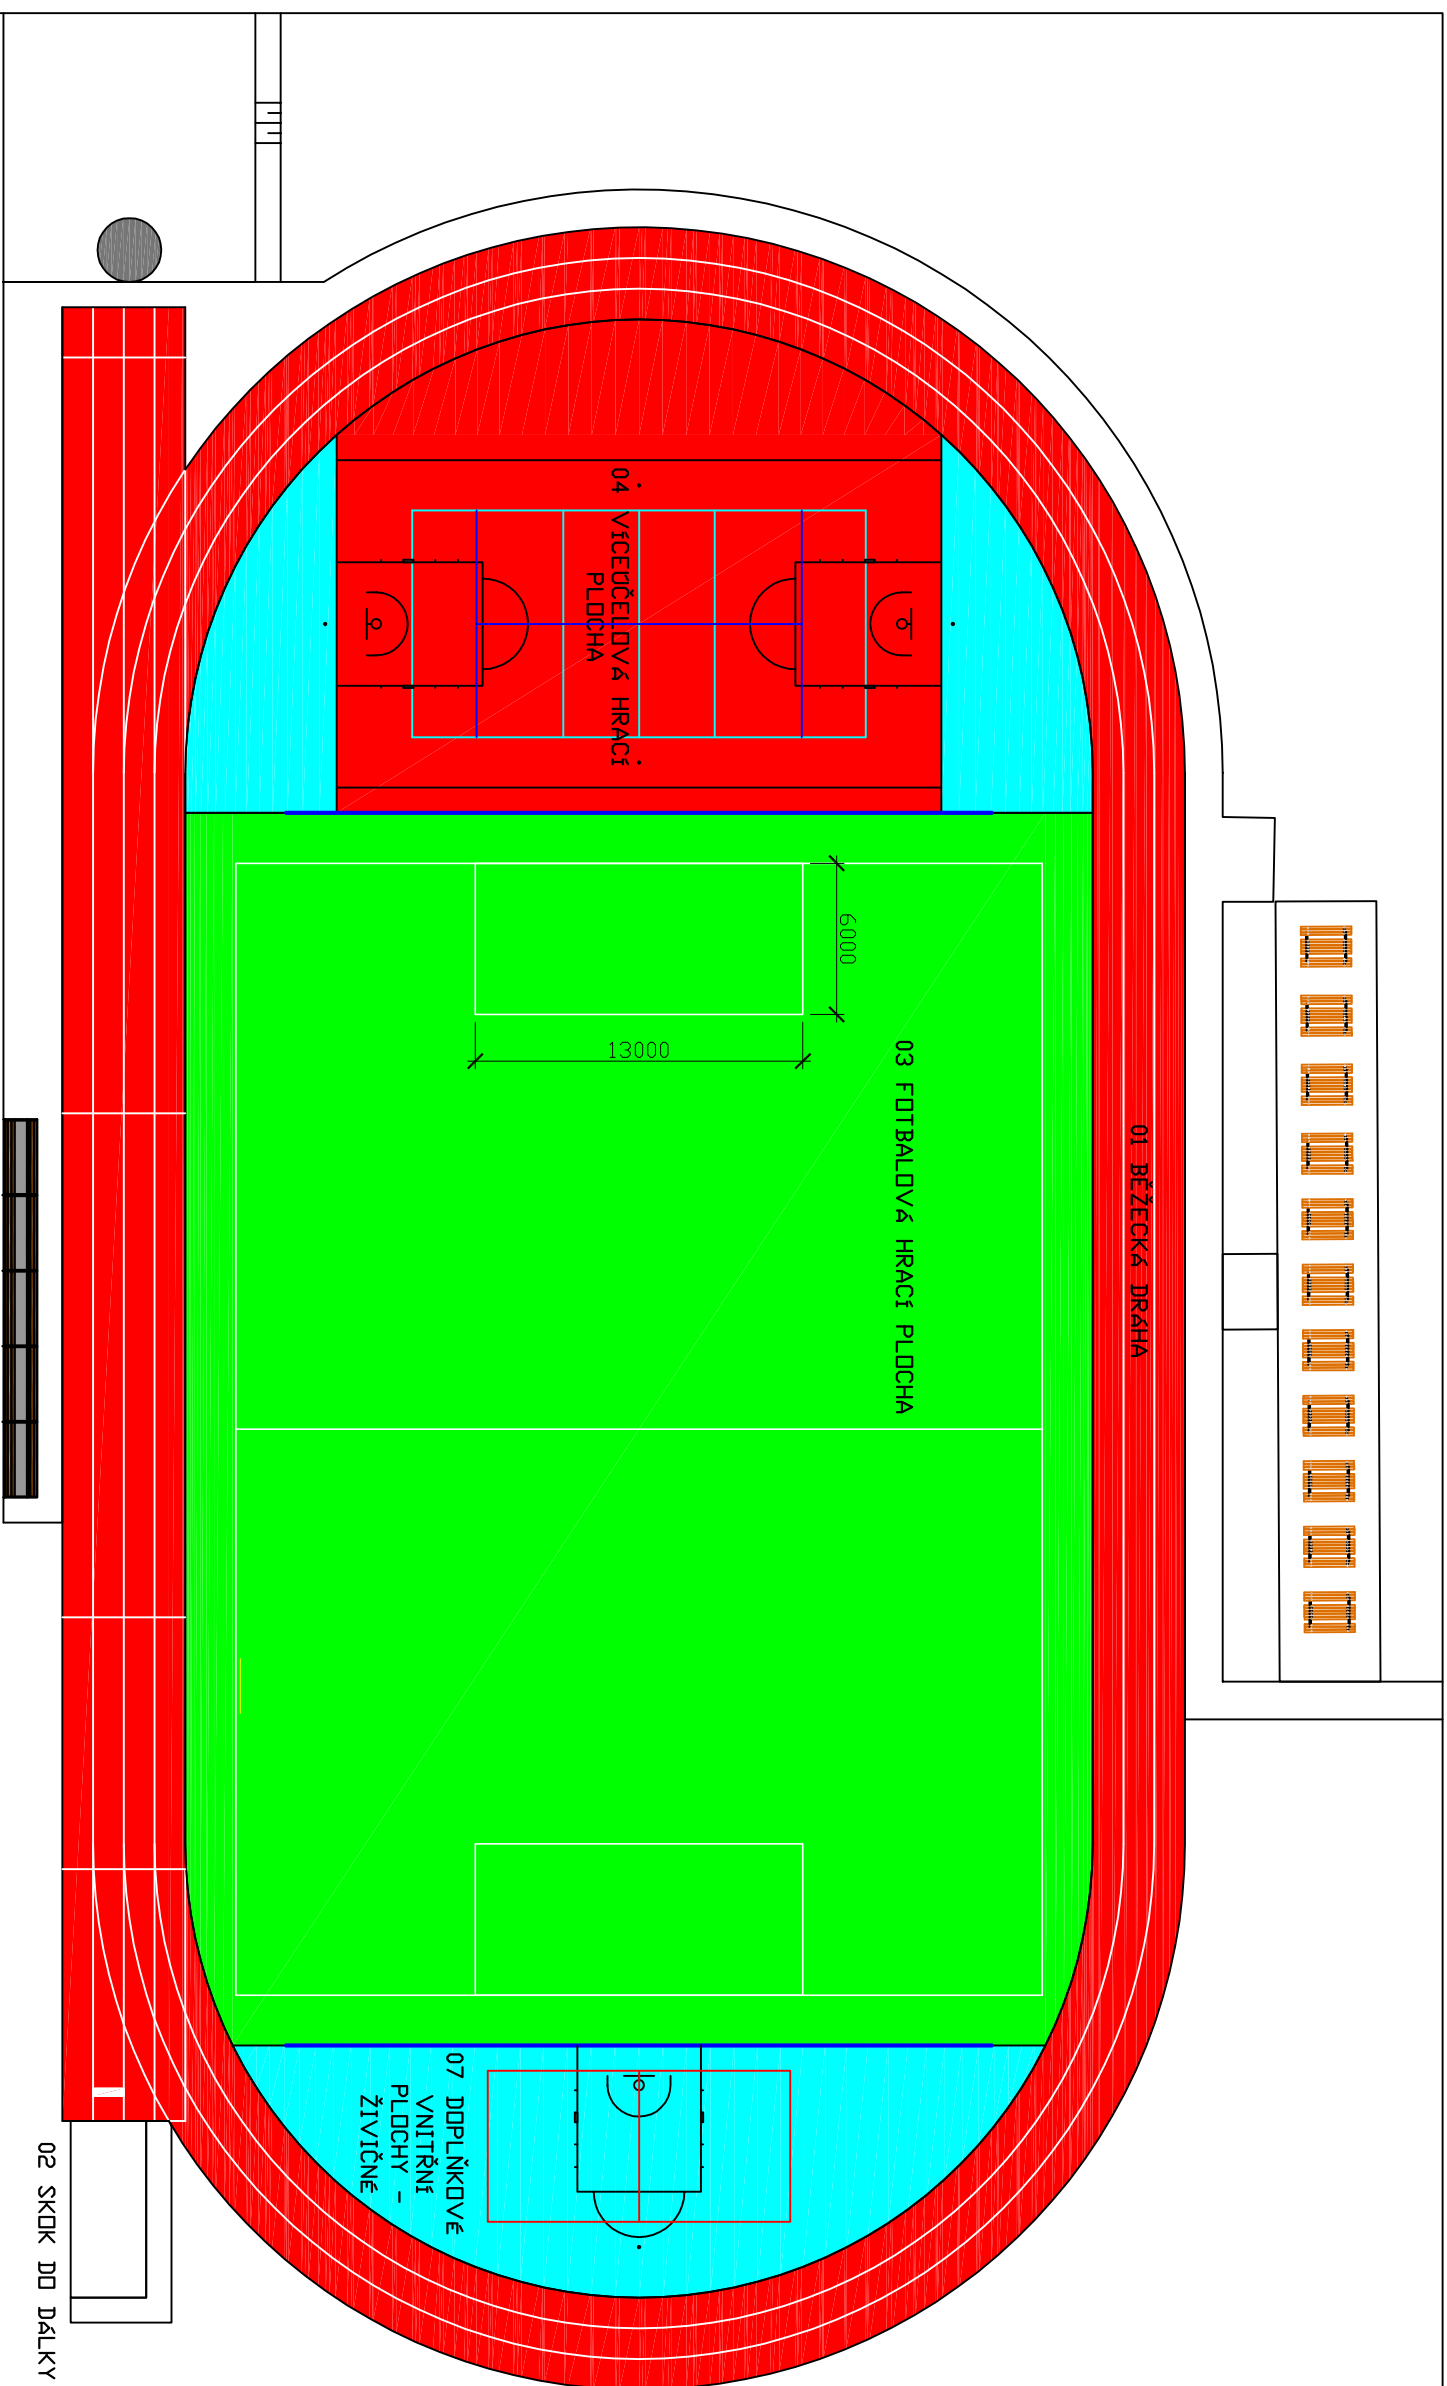 01 BĚŽECKÁ DRÁHA
03 FOTBALOVÁ HRACÍ PLOCHA
6000
13000
04 VÍCEÚČELOVÁ HRACÍ
PLOCHA
07 DOPLŇKOVÉ
VNITŘNÍ
PLOCHY -
ŽIVIČNÉ
02 SKOK DO DÁLKY